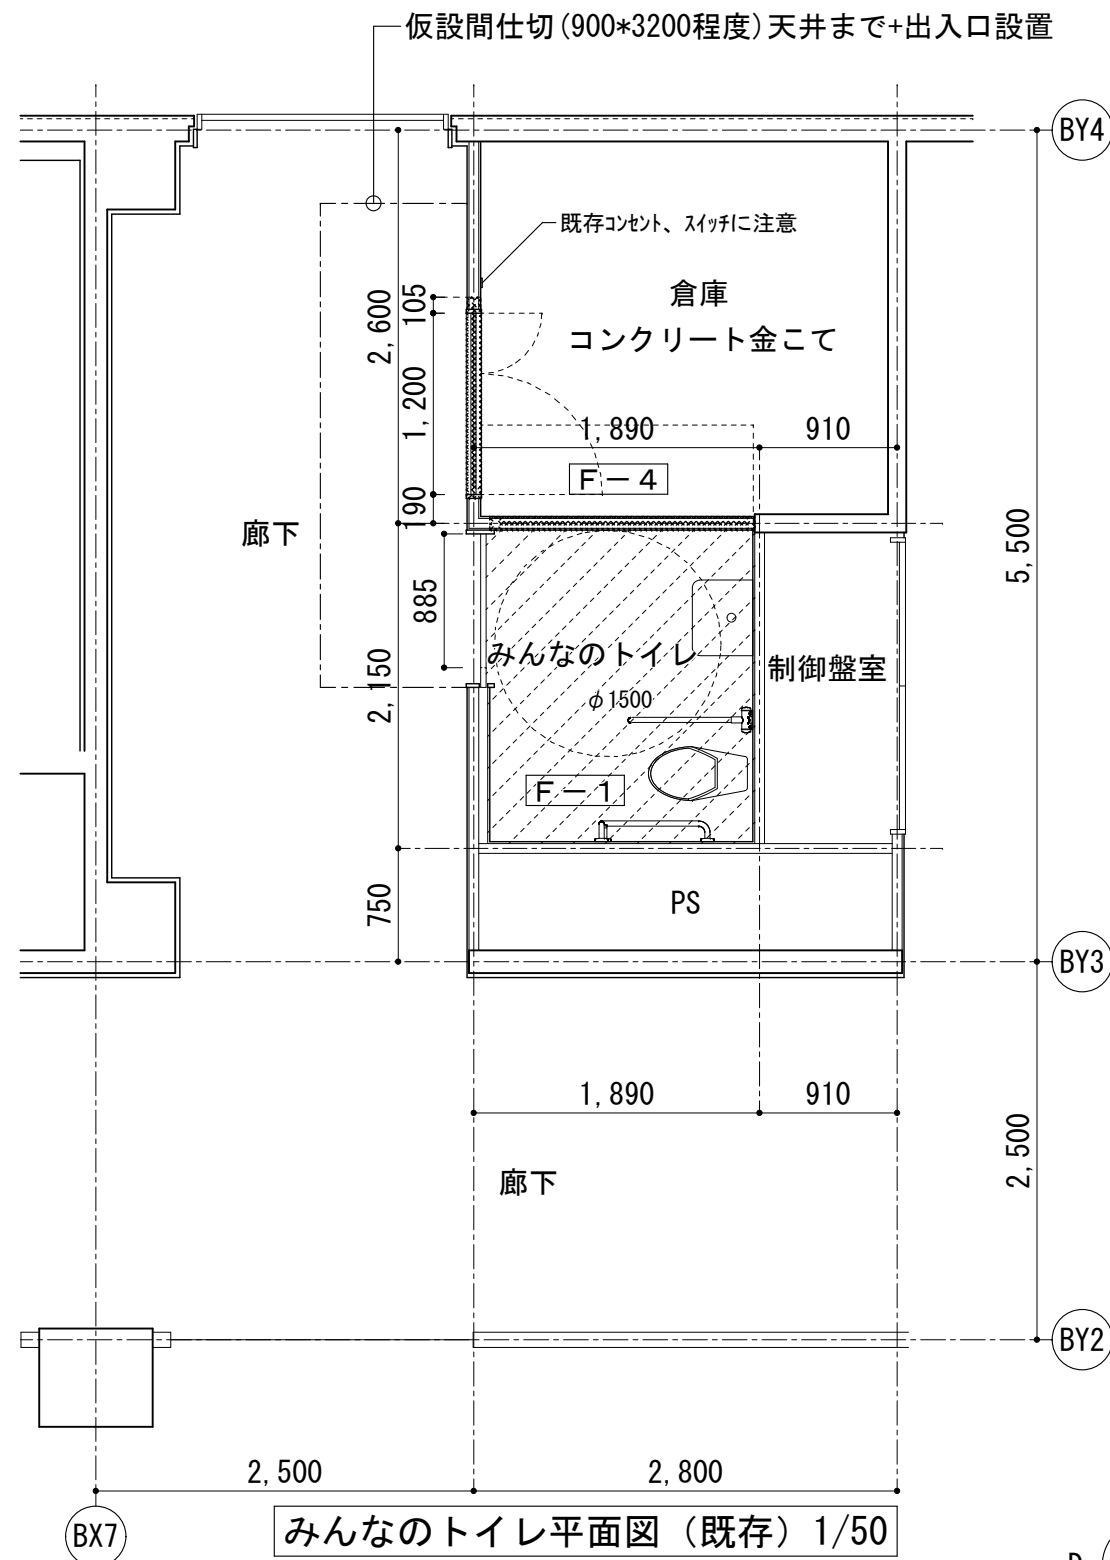 仮設間仕切(900*3200程度)天井まで+出入口設置
BY4
既存ｺﾝｾﾝﾄ、ｽｲｯﾁに注意
倉庫
コンクリート金こて
2,600
105
1,200
190
1,890
910
F-4
廊下
5,500
885
みんなのトイレ
φ1500
制御盤室
2,150
F-1
750
PS
BY3
1,890
910
2,500
廊下
BY2
2,500
2,800
BX7
みんなのトイレ平面図（既存）1/50